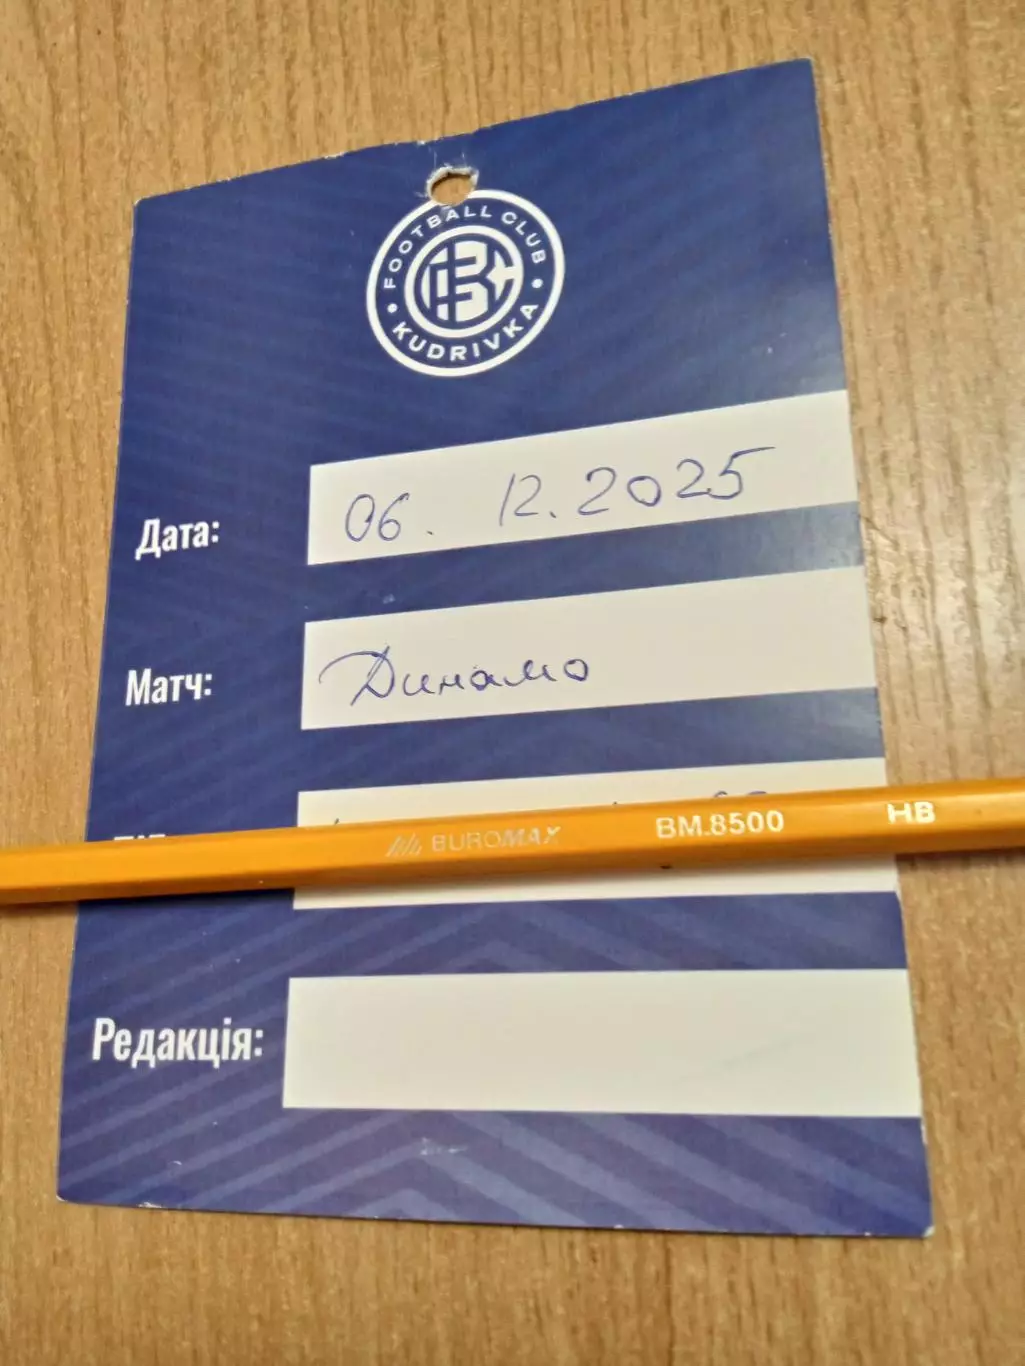 FOOTBALL CLUB
KUDRIVKA
Дата: 06. 12. 2025
Матч: Динамо
BUROMAX BM.8500 HB
Редакція: